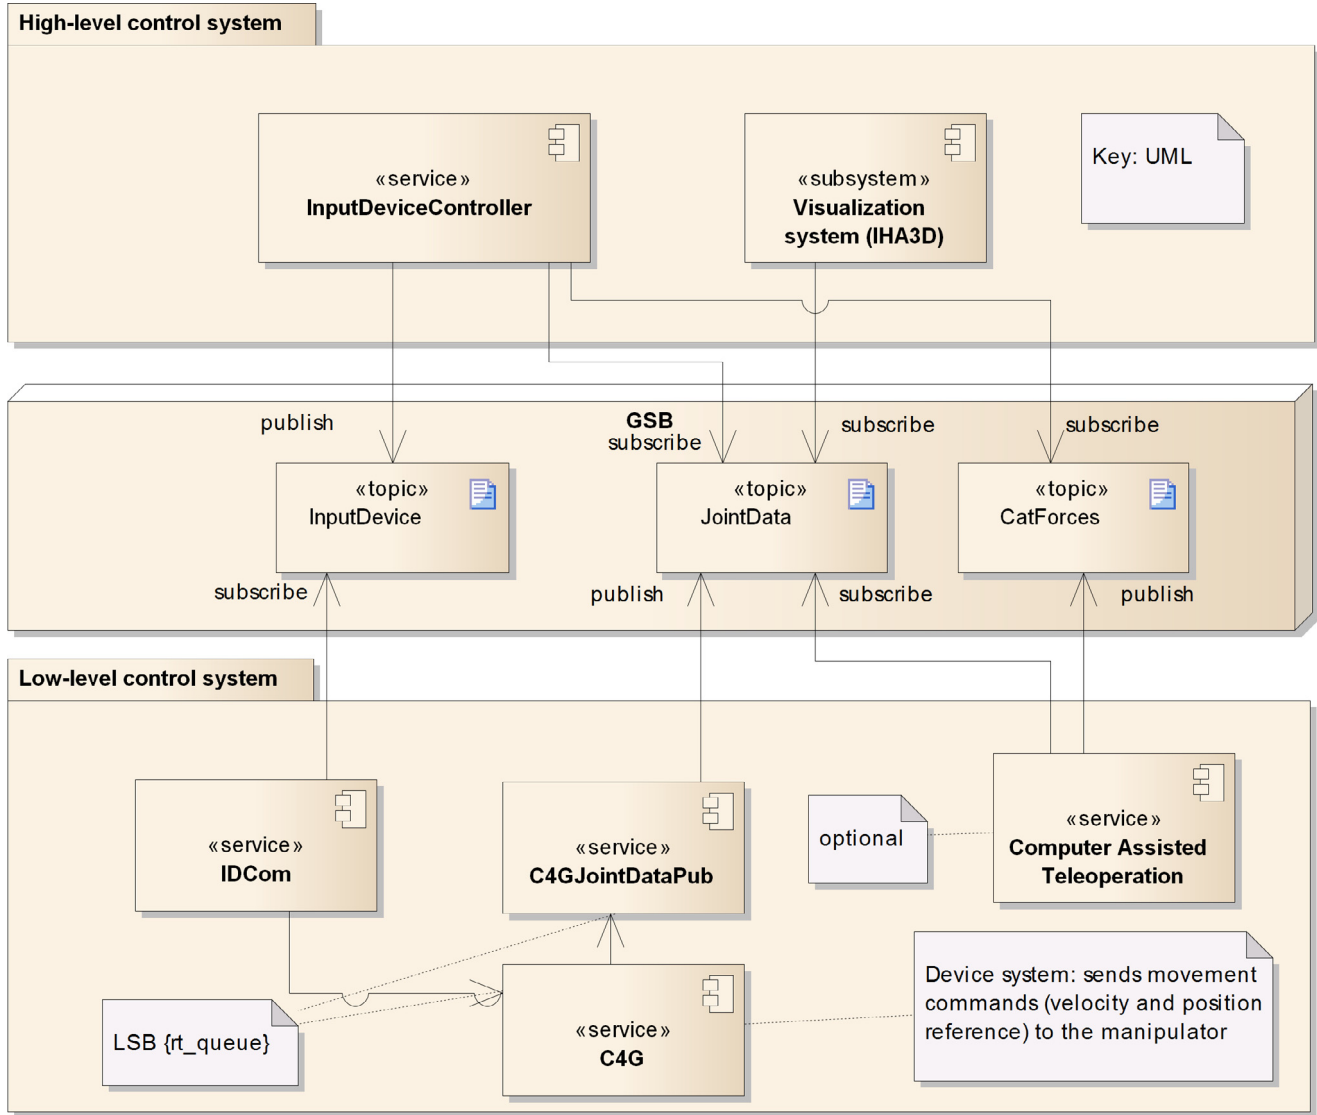 High-level control system
«service»
InputDeviceController
«subsystem»
Visualization
system (IHA3D)
Key: UML
publish
GSB
subscribe
subscribe
subscribe
«topic»
InputDevice
«topic»
JointData
«topic»
CatForces
subscribe
publish
subscribe
publish
Low-level control system
«service»
IDCom
«service»
C4GJointDataPub
optional
«service»
Computer Assisted
Teleoperation
LSB {rt_queue}
«service»
C4G
Device system: sends movement
commands (velocity and position
reference) to the manipulator